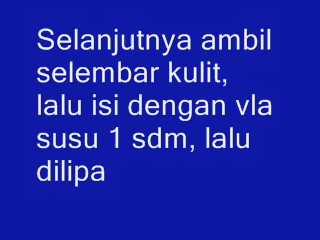 Selanjutnya ambil
selembar kulit,
lalu isi dengan vla
susu 1 sdm, lalu
dilipa